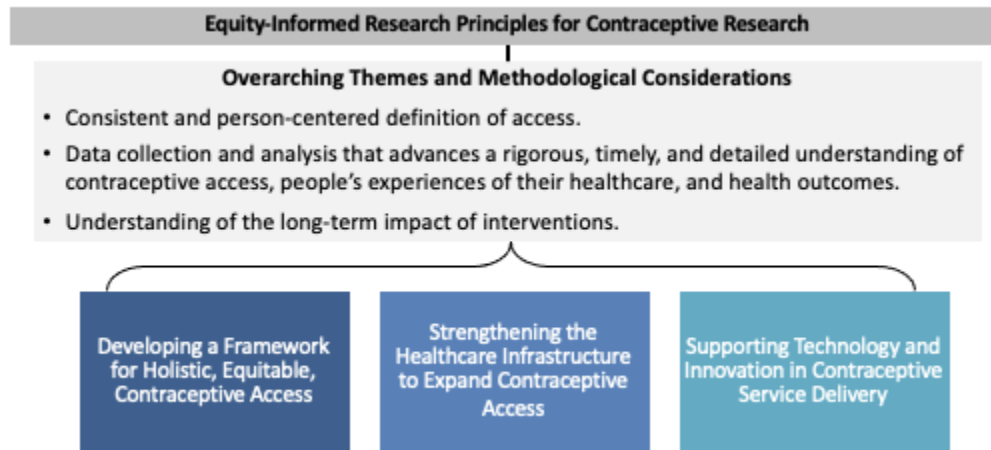 Equity-Informed Research Principles for Contraceptive Research
Overarching Themes and Methodological Considerations
• Consistent and person-centered definition of access.
• Data collection and analysis that advances a rigorous, timely, and detailed understanding of
contraceptive access, people's experiences of their healthcare, and health outcomes.
• Understanding of the long-term impact of interventions.
Developing a Framework
for Holistic, Equitable,
Contraceptive Access
Strengthening the
Healthcare Infrastructure
to Expand Contraceptive
Access
Supporting Technology and
Innovation in Contraceptive
Service Delivery